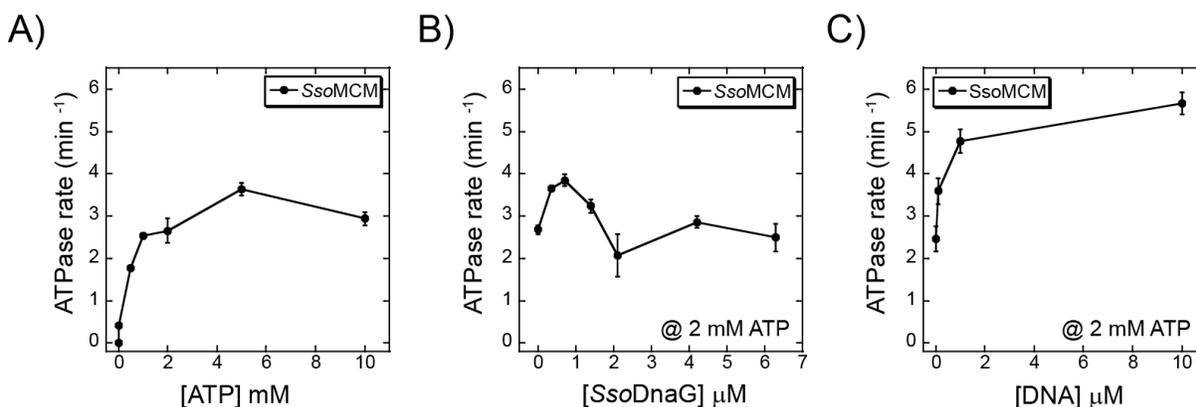 A)
SsoMCM
ATPase rate (min -1)
6
5
4
3
2
1
0
0 2 4 6 8 10
[ATP] mM
B)
SsoMCM
ATPase rate (min -1)
6
5
4
3
2
1
0
@ 2 mM ATP
0 1 2 3 4 5 6 7
[SsoDnaG] μM
C)
SsoMCM
ATPase rate (min -1)
6
5
4
3
2
1
0
@ 2 mM ATP
0 2 4 6 8 10
[DNA] μM